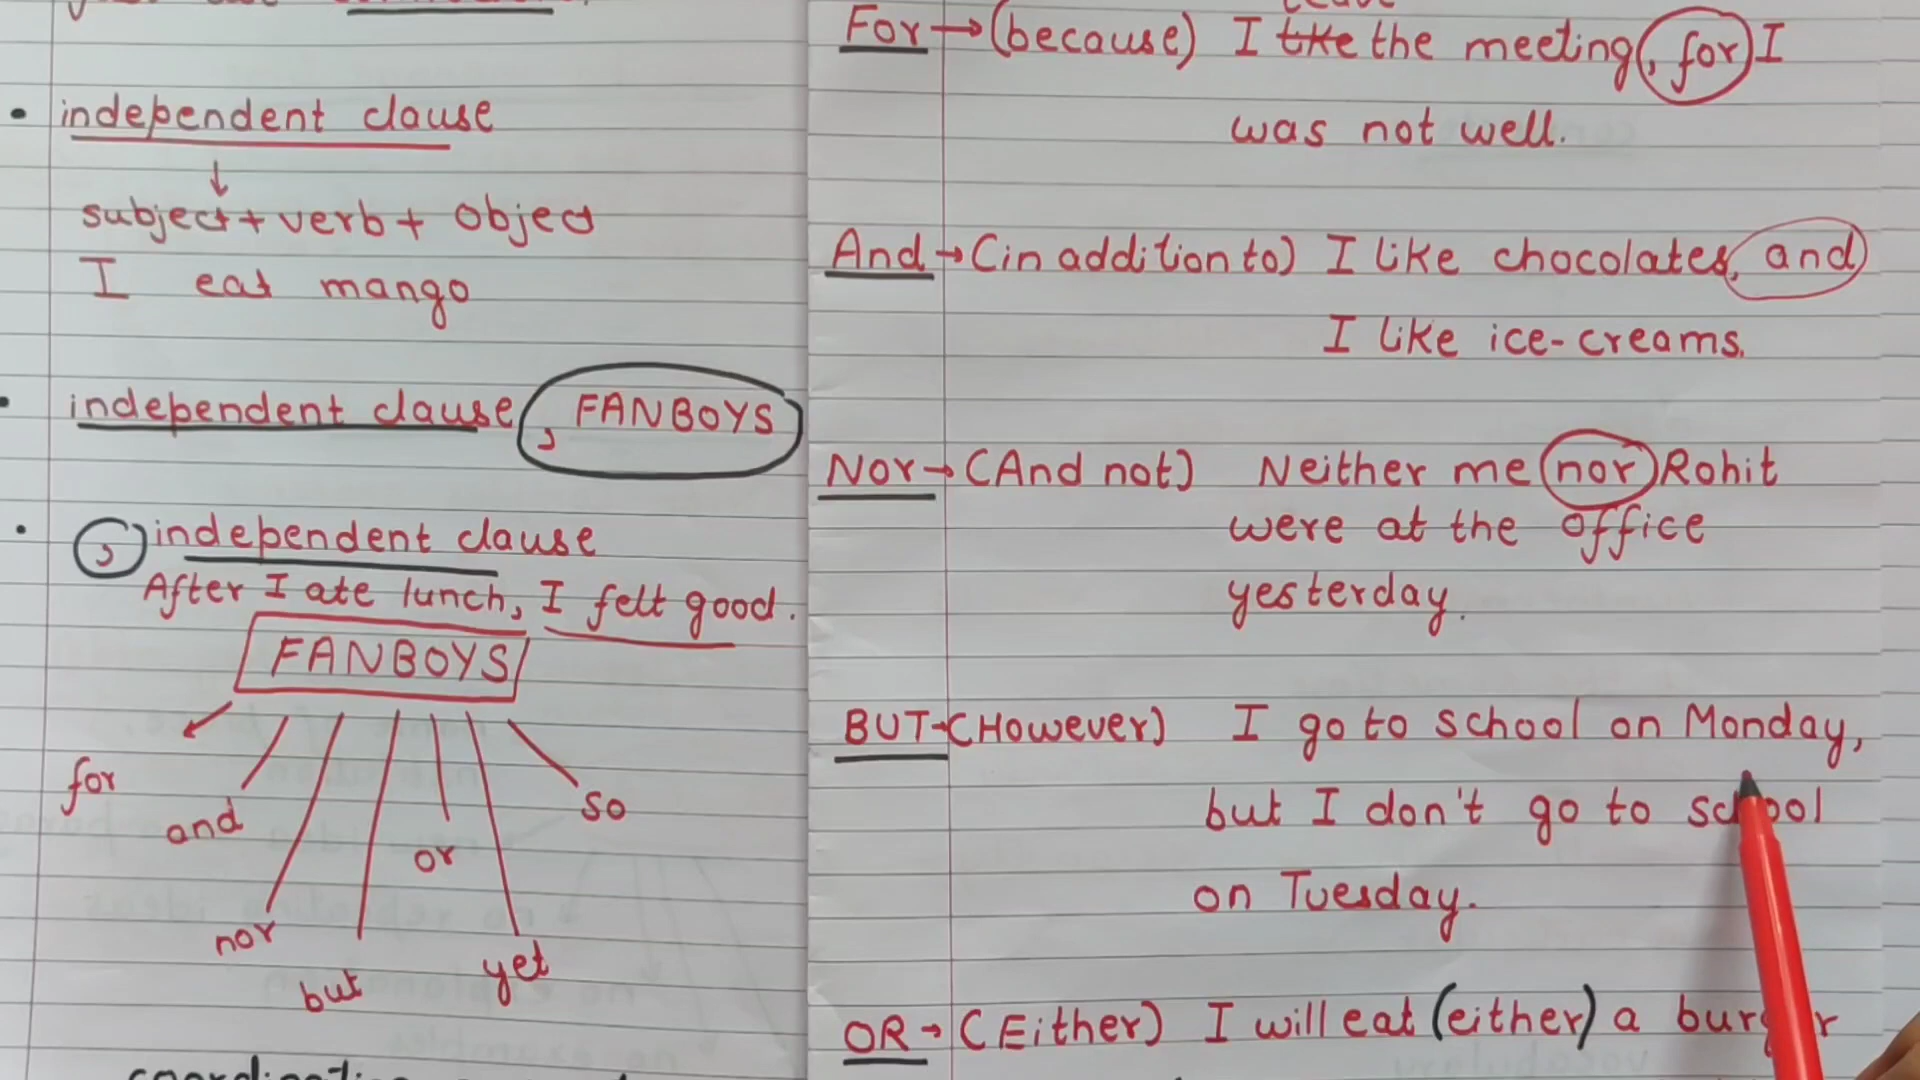 • independent clause
↓
subject + verb + Object
I eat mango
• independent clause, FANBOYS
• , independent clause
After I ate lunch, I felt good.
FANBOYS
for
and
nor
but
or
yet
so
For → (because) I the meeting, for I
was not well.
And → (in addition to) I like chocolates, and
I like ice-creams.
Nor → (And not) Neither me nor Rohit
were at the office
yesterday.
BUT → (However) I go to school on Monday,
but I don't go to school
on Tuesday.
OR → (Either) I will eat (either) a burger